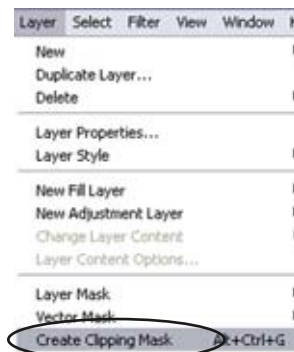 Layer Select Filter View Window
New
Duplicate Layer...
Delete
Layer Properties...
Layer Style
New Fill Layer
New Adjustment Layer
Change Layer Content
Layer Content Options...
Layer Mask
Vector Mask
Create Clipping Mask Alt+Ctrl+G